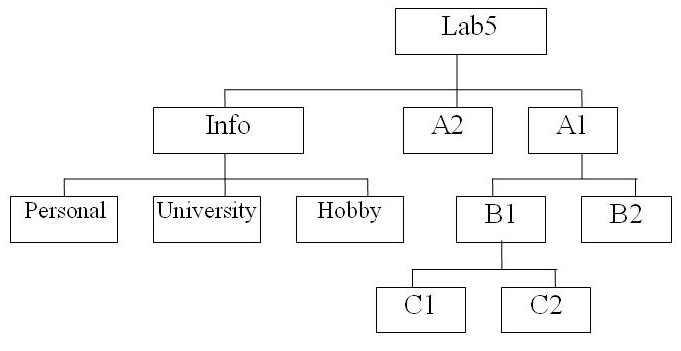 Lab5
Info
A2
A1
Personal
University
Hobby
B1
B2
C1
C2